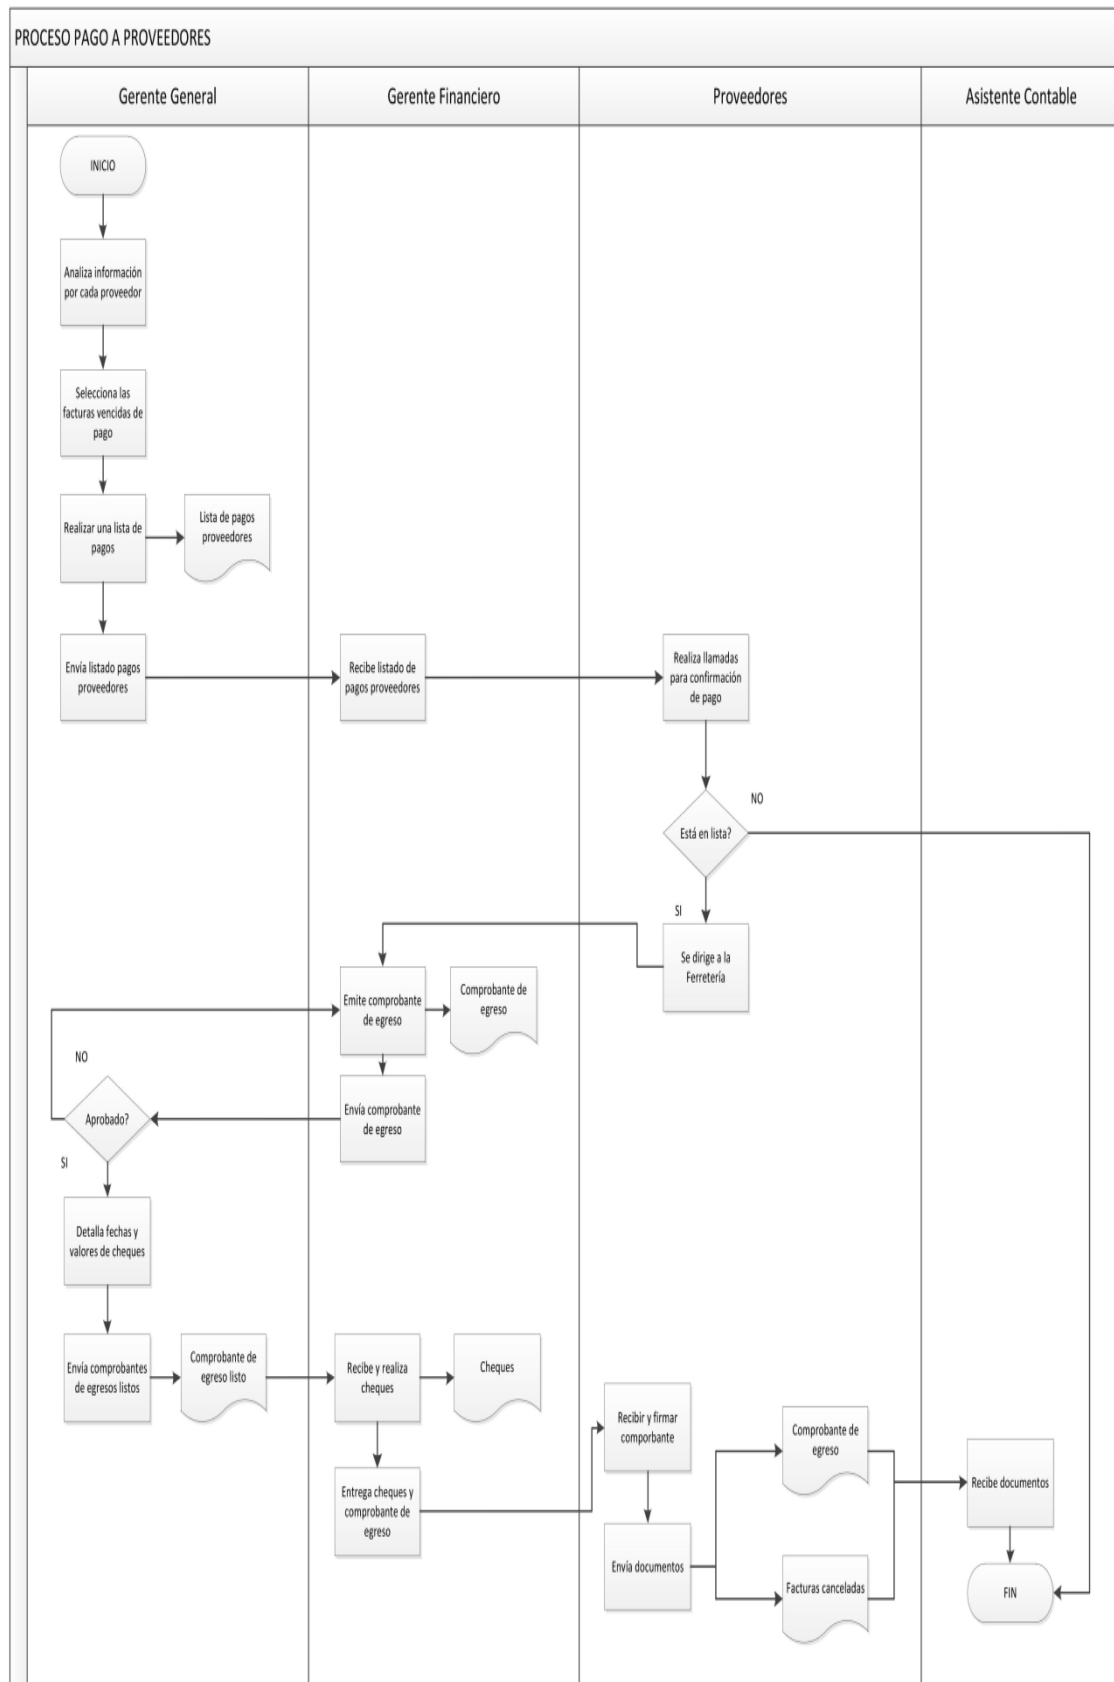 PROCESO PAGO A PROVEEDORES
Gerente General
Gerente Financiero
Proveedores
Asistente Contable
INICIO
Analiza información
por cada proveedor
Selecciona las
facturas vencidas de
pago
Realizar una lista de
pagos
Lista de pagos
proveedores
Envía listado pagos
proveedores
Recibe listado de
pagos proveedores
Realiza llamadas
para confirmación
de pago
Está en lista?
NO
SI
Se dirige a la
Ferretería
Emite comprobante
de egreso
Comprobante de
egreso
Envía comprobante
de egreso
Aprobado?
NO
SI
Detalla fechas y
valores de cheques
Envía comprobantes
de egresos listos
Comprobante de
egreso listo
Recibe y realiza
cheques
Cheques
Entrega cheques y
comprobante de
egreso
Recibir y firmar
comporbante
Envía documentos
Comprobante de
egreso
Facturas canceladas
Recibe documentos
FIN